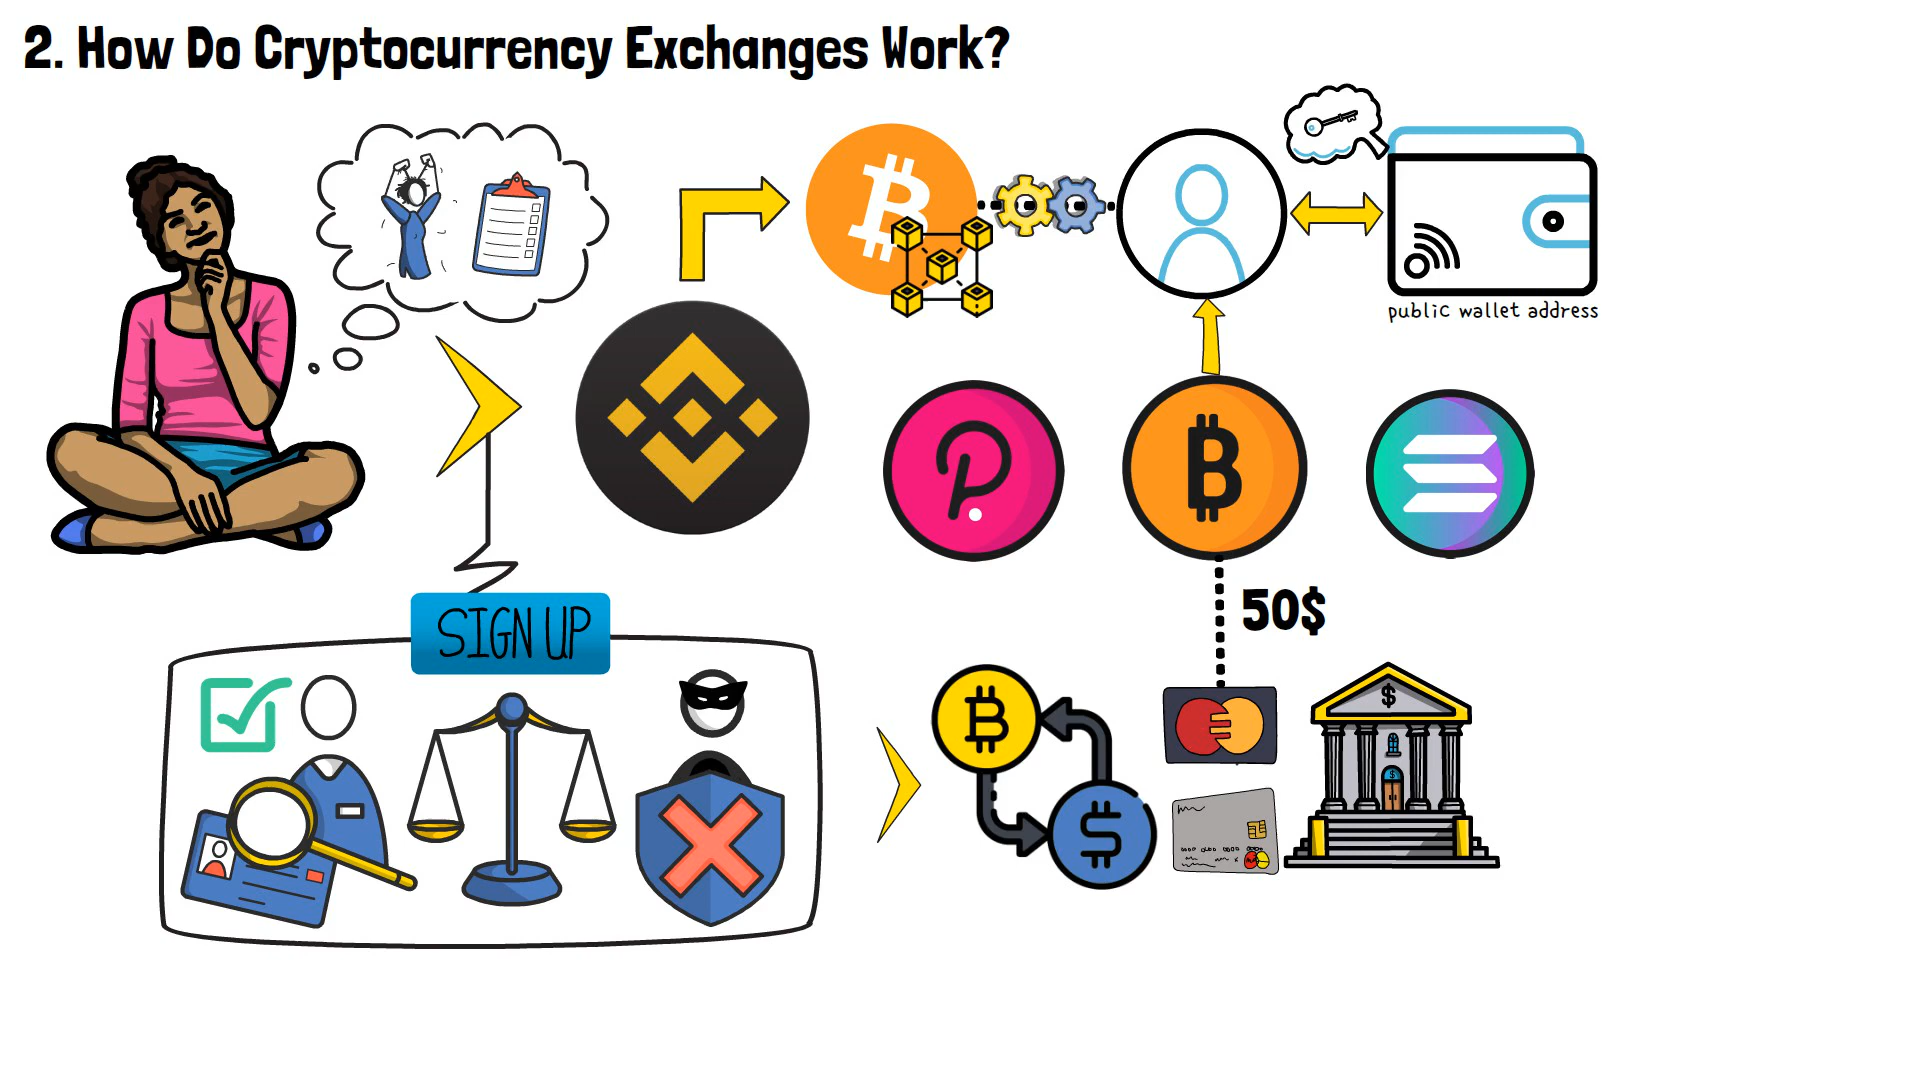 2. How Do Cryptocurrency Exchanges Work?
public wallet address
50$
SIGN UP